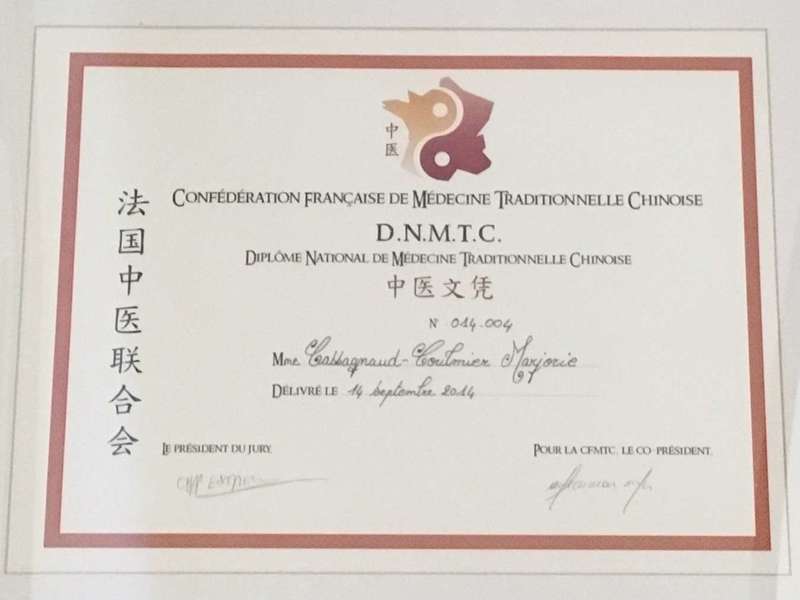 中医
CONFÉDÉRATION FRANÇAISE DE MÉDECINE TRADITIONNELLE CHINOISE
法国中医联合会
D.N.M.T.C.
DIPLÔME NATIONAL DE MÉDECINE TRADITIONNELLE CHINOISE
中医文凭
N° 014.004
Mme Cassagnaud-Coulmier Marjorie
DÉLIVRÉ LE 14 septembre 2014
LE PRÉSIDENT DU JURY.
POUR LA CFMTC, LE CO-PRÉSIDENT.